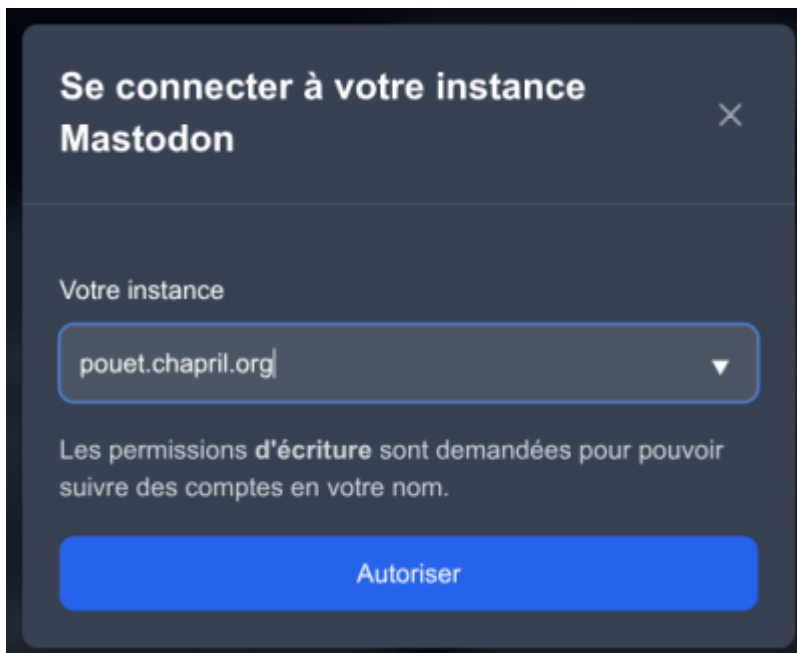 Se connecter à votre instance
Mastodon
Votre instance
pouet.chapril.org
Les permissions d'écriture sont demandées pour pouvoir
suivre des comptes en votre nom.
Autoriser